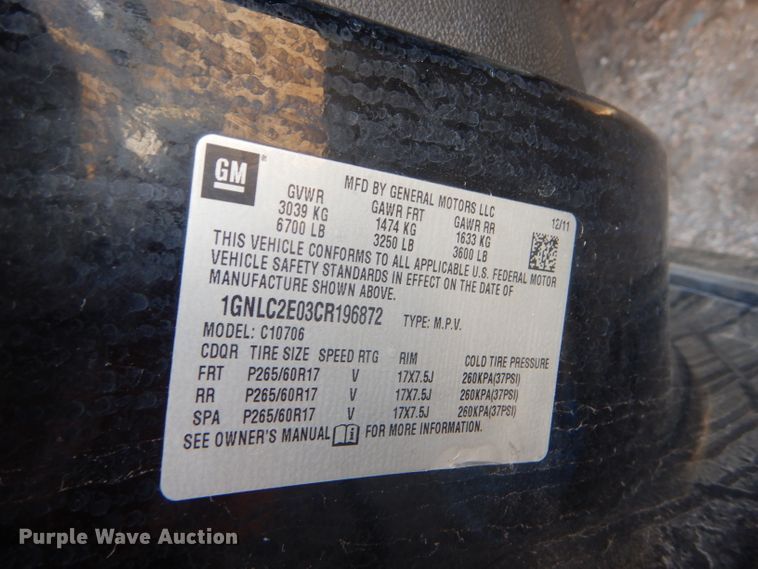 GM
MFD BY GENERAL MOTORS LLC
12/11
GVWR GAWR FRT GAWR RR
3039 KG 1474 KG 1633 KG
6700 LB 3250 LB 3600 LB
THIS VEHICLE CONFORMS TO ALL APPLICABLE U.S. FEDERAL MOTOR
VEHICLE SAFETY STANDARDS IN EFFECT ON THE DATE OF
MANUFACTURE SHOWN ABOVE.
1GNLC2E03CR196872 TYPE: M.P.V.
MODEL: C10706
CDQR TIRE SIZE SPEED RTG RIM COLD TIRE PRESSURE
FRT P265/60R17 V 17X7.5J 260KPA(37PSI)
RR P265/60R17 V 17X7.5J 260KPA(37PSI)
SPA P265/60R17 V 17X7.5J 260KPA(37PSI)
SEE OWNER'S MANUAL FOR MORE INFORMATION.
Purple Wave Auction